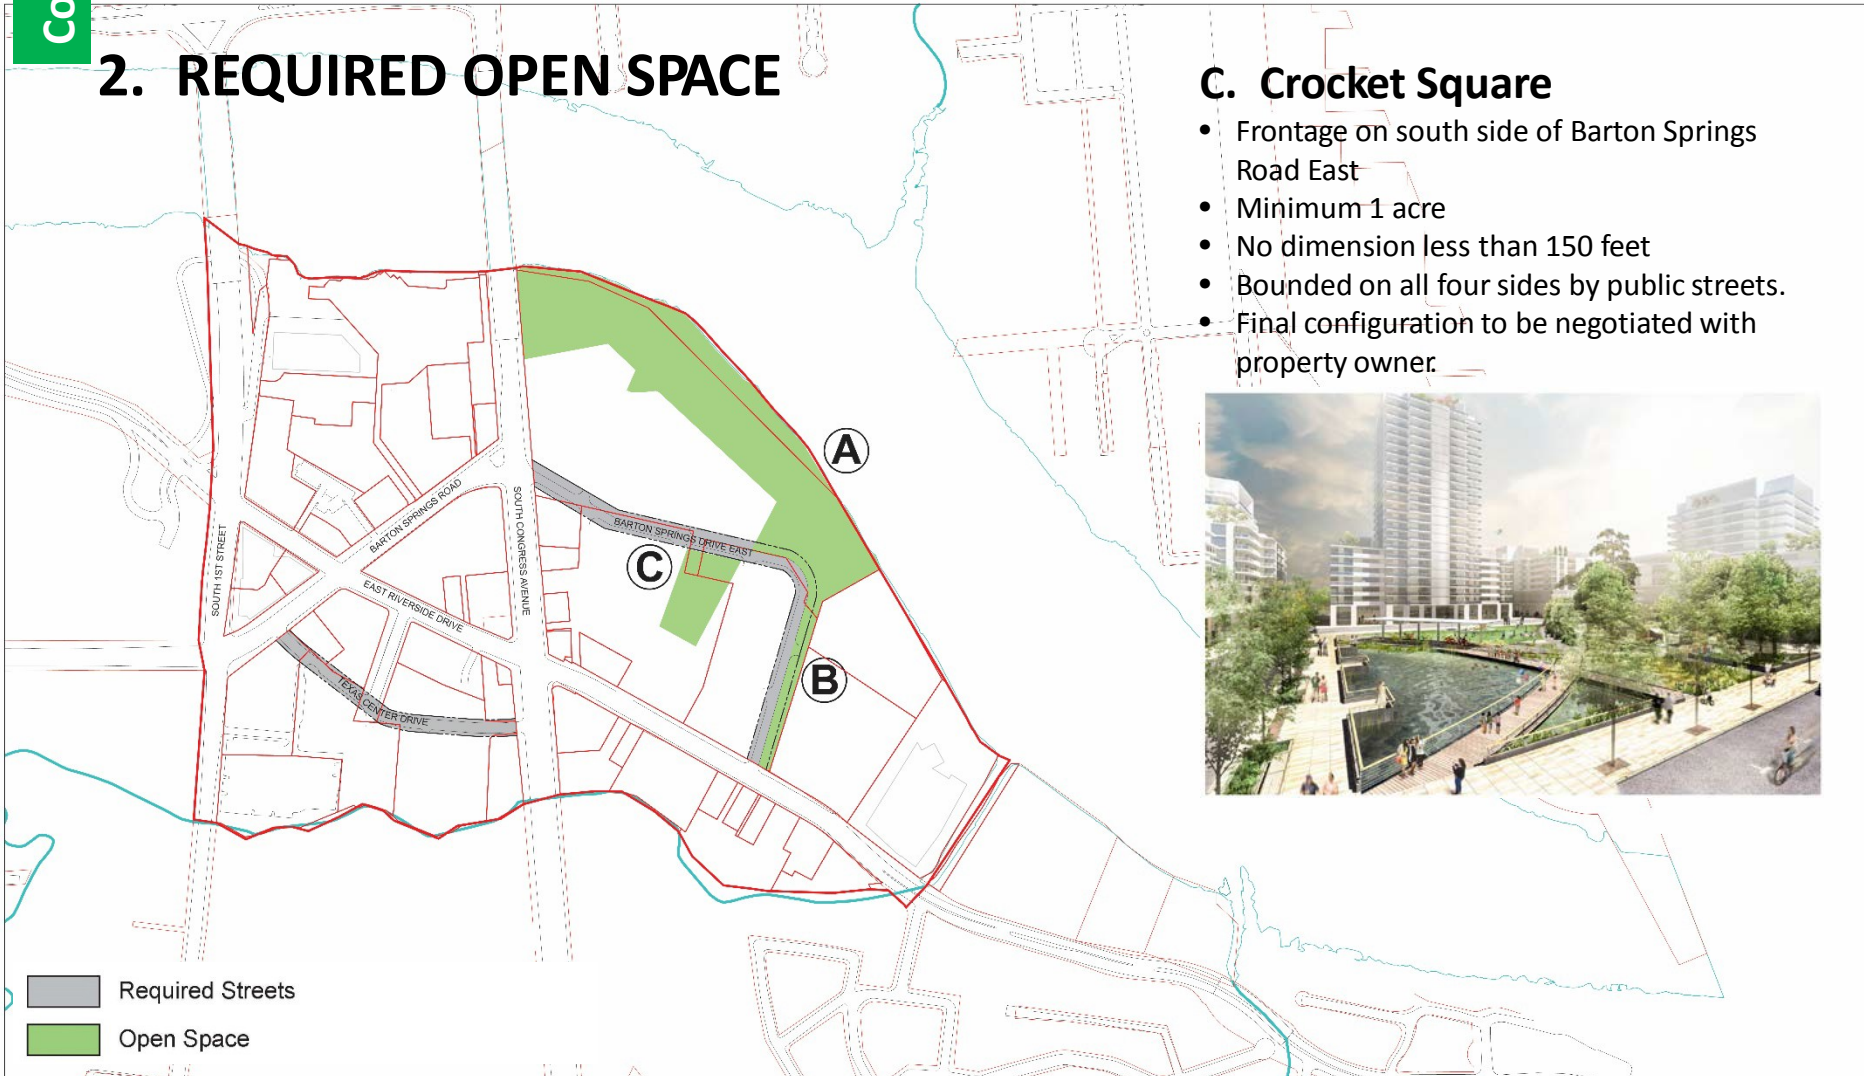 Co
2. REQUIRED OPEN SPACE
C. Crocket Square
• Frontage on south side of Barton Springs
Road East
• Minimum 1 acre
• No dimension less than 150 feet
• Bounded on all four sides by public streets.
• Final configuration to be negotiated with
property owner.
A
BARTON SPRINGS ROAD
SOUTH CONGRESS AVENUE
BARTON SPRINGS DRIVE EAST
C
SOUTH 1ST STREET
EAST RIVERSIDE DRIVE
B
TEXAS CENTER DRIVE
Required Streets
Open Space